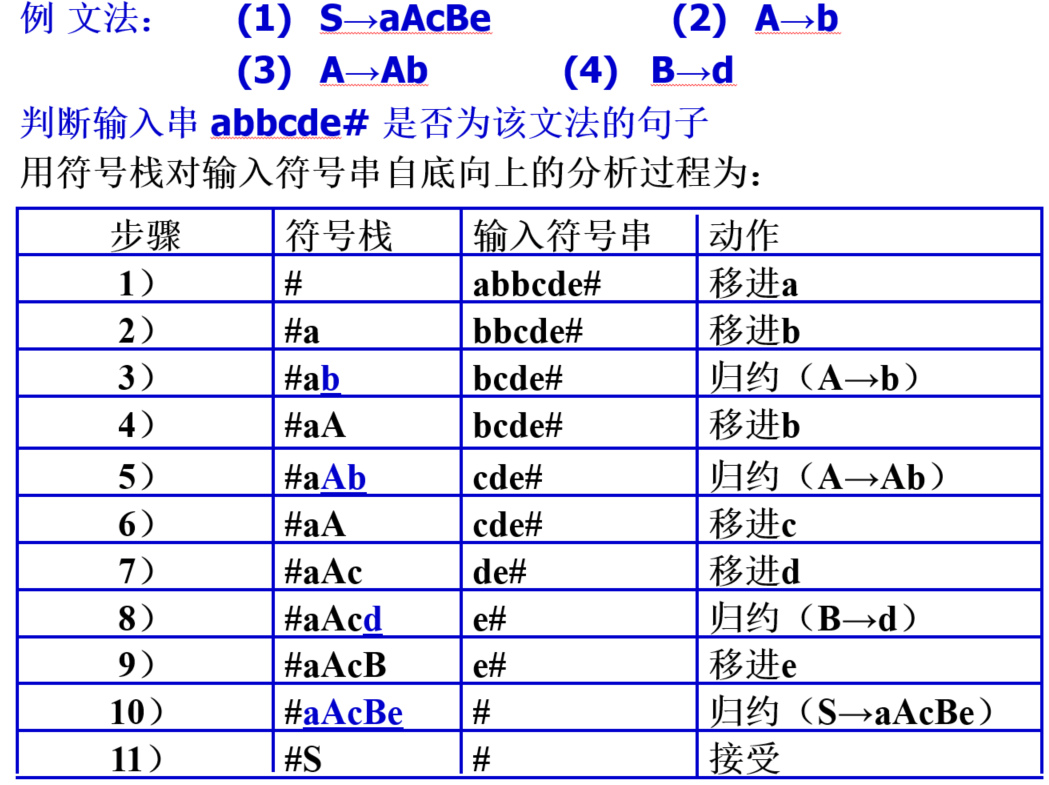 例 文法： (1) S→aAcBe (2) A→b
(3) A→Ab (4) B→d
判断输入串 abbcde# 是否为该文法的句子
用符号栈对输入符号串自底向上的分析过程为：
步骤 符号栈 输入符号串 动作
1） # abbcde# 移进a
2） #a bbcde# 移进b
3） #ab bcde# 归约（A→b）
4） #aA bcde# 移进b
5） #aAb cde# 归约（A→Ab）
6） #aA cde# 移进c
7） #aAc de# 移进d
8） #aAcd e# 归约（B→d）
9） #aAcB e# 移进e
10） #aAcBe # 归约（S→aAcBe）
11） #S # 接受